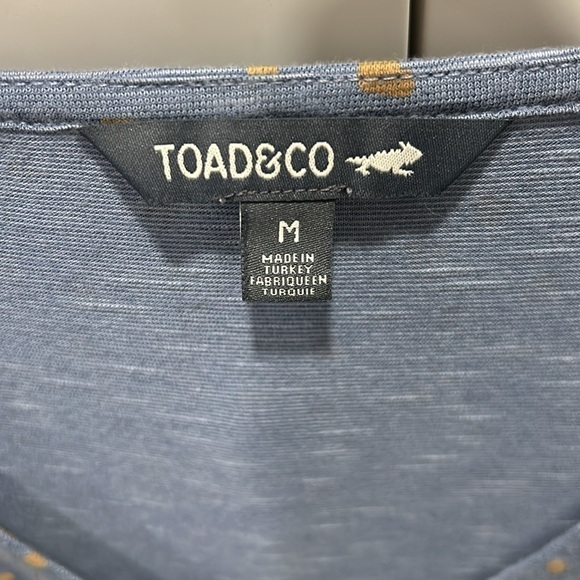 TOAD&CO
M
MADE IN
TURKEY
FABRIQUE EN
TURQUIE